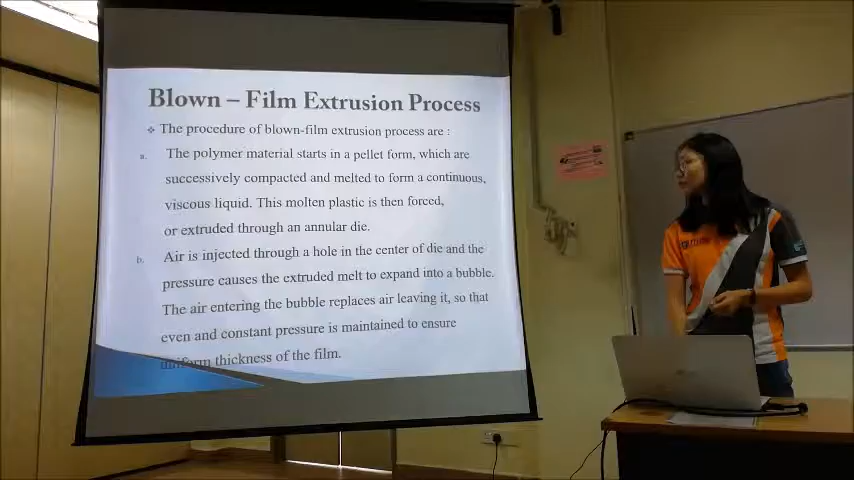 Blown – Film Extrusion Process
❖ The procedure of blown-film extrusion process are :
a. The polymer material starts in a pellet form, which are
successively compacted and melted to form a continuous,
viscous liquid. This molten plastic is then forced,
or extruded through an annular die.
b. Air is injected through a hole in the center of die and the
pressure causes the extruded melt to expand into a bubble.
The air entering the bubble replaces air leaving it, so that
even and constant pressure is maintained to ensure
uniform thickness of the film.